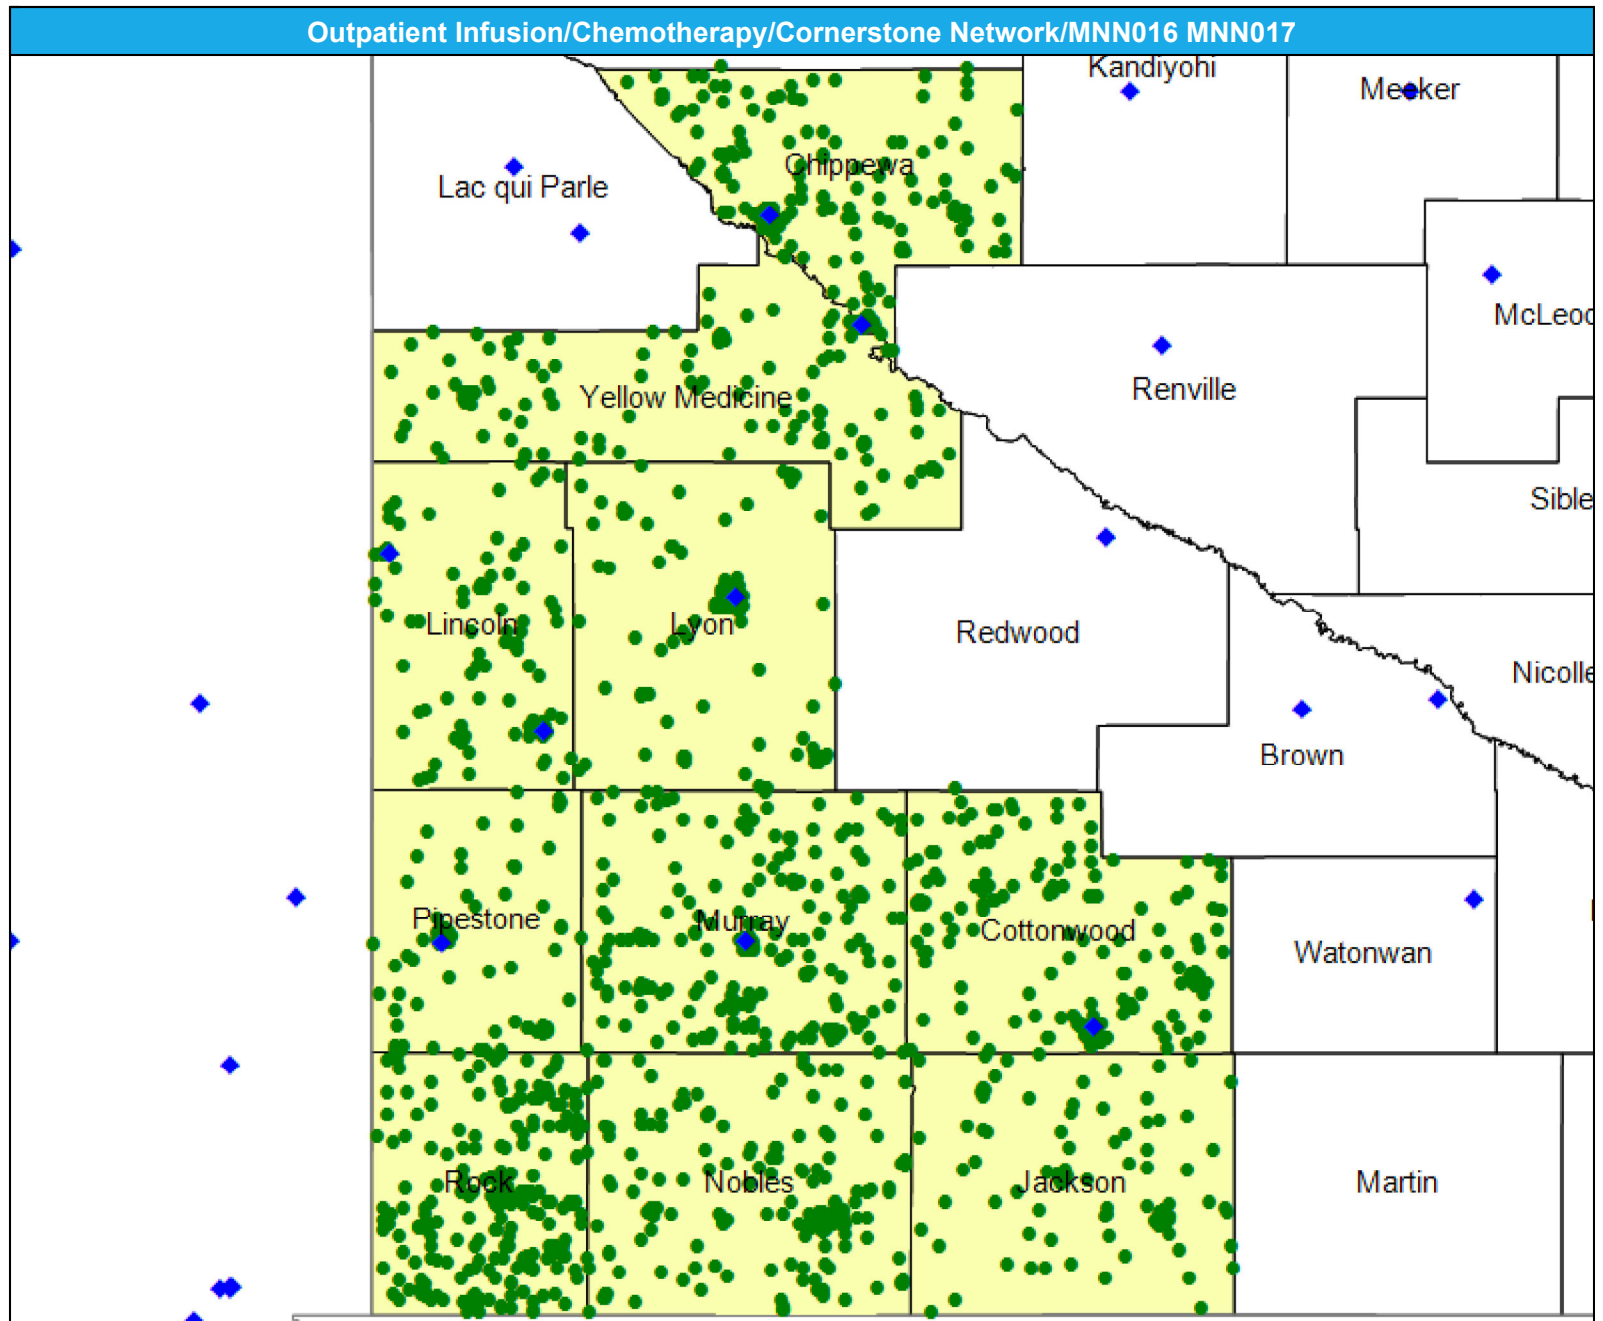 Outpatient Infusion/Chemotherapy/Cornerstone Network/MNN016 MNN017
Kandiyohi
Meeker
Chippewa
Lac qui Parle
McLeod
Renville
Yellow Medicine
Sible
Lincoln
Lyon
Redwood
Nicolle
Brown
Pipestone
Murray
Cottonwood
Watonwan
Rock
Nobles
Jackson
Martin